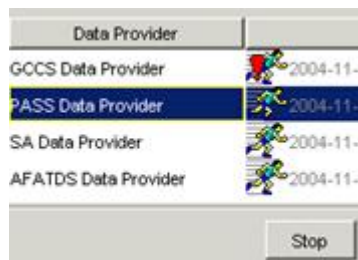 Data Provider
GCCS Data Provider 2004-11-
PASS Data Provider 2004-11-
SA Data Provider 2004-11-
AFATDS Data Provider 2004-11-
Stop